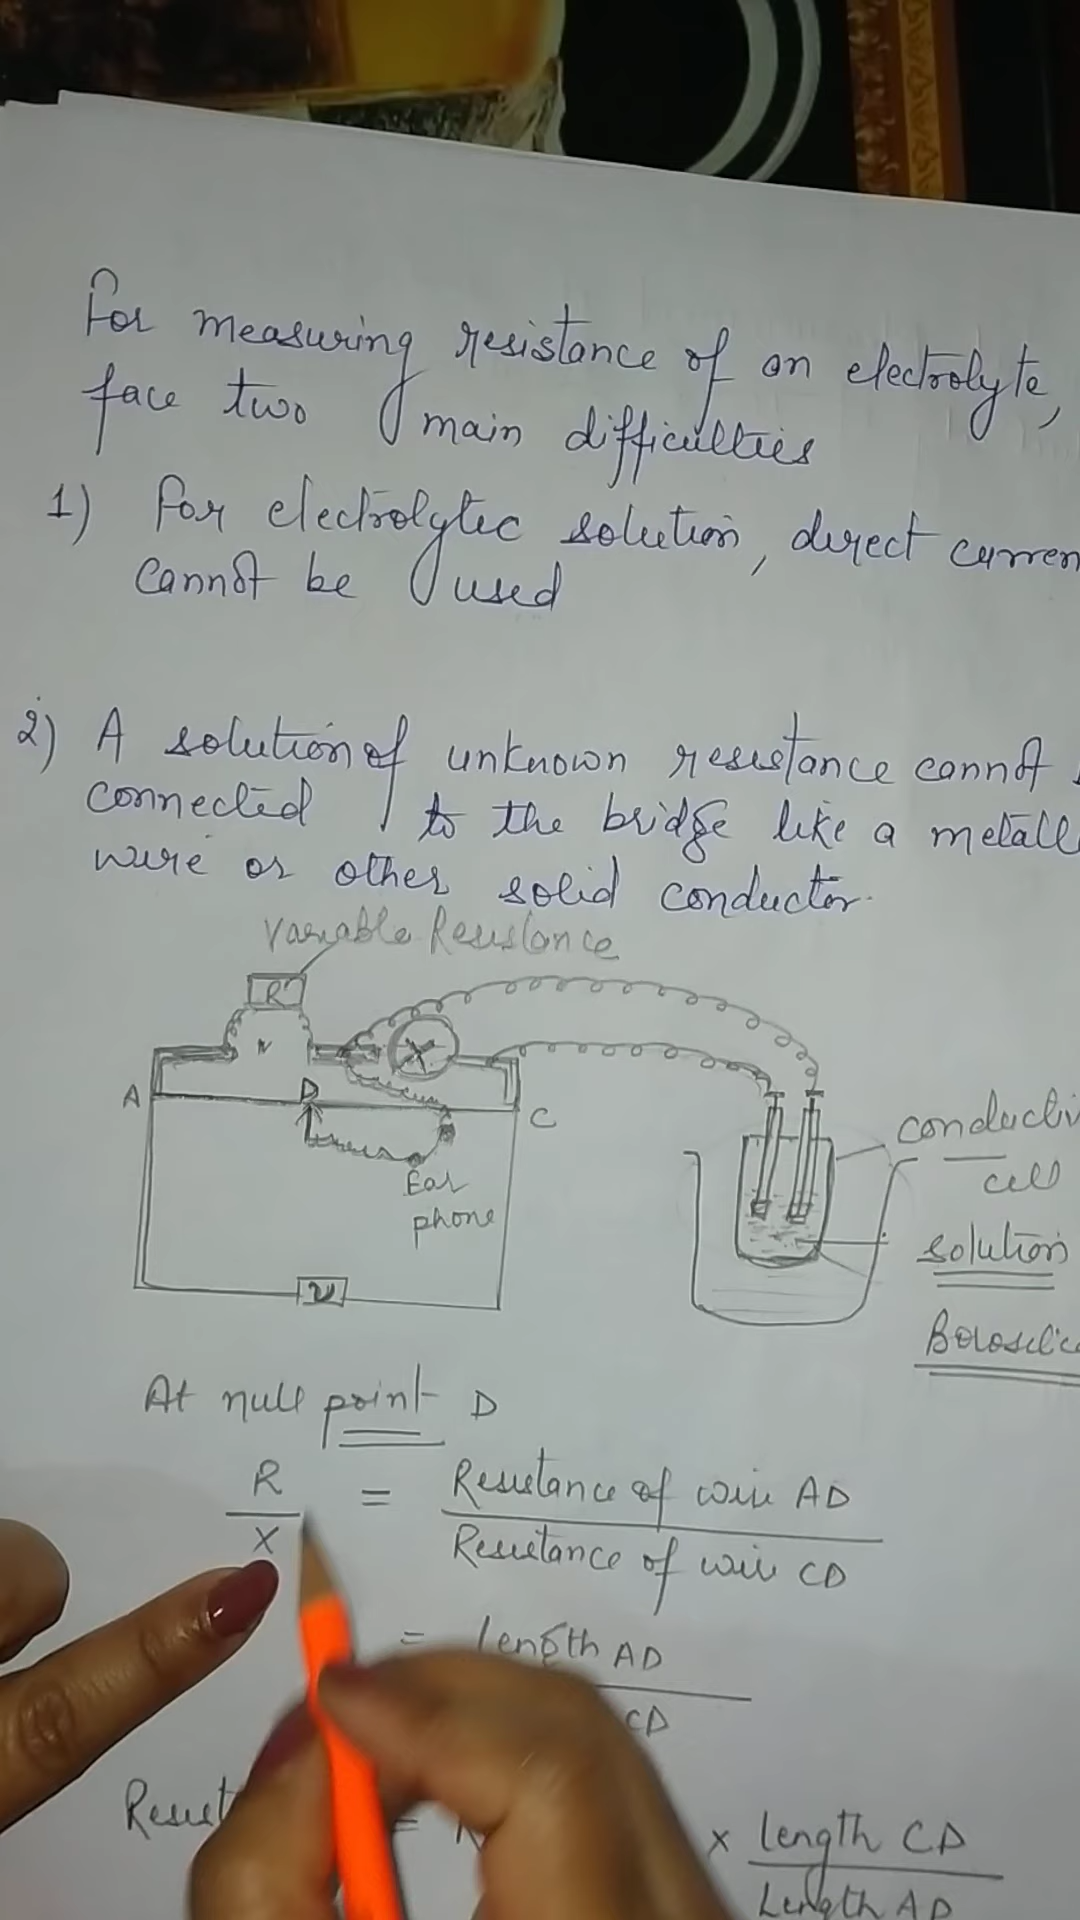 For measuring resistance of an electrolyte,
face two main difficulties
1) For electrolytic solution, direct curren
cannot be used
2) A solution of unknown resistance cannot
connected to the bridge like a metall
wire or other solid conductor.
Variable Resistance
R
X
A
D
C
Ear
phone
conducti
cell
solution
Borosilic
At null point D
R = Resistance of wire AD
X Resistance of wire CD
= length AD
CD
Resist = R × length CD
Length AD